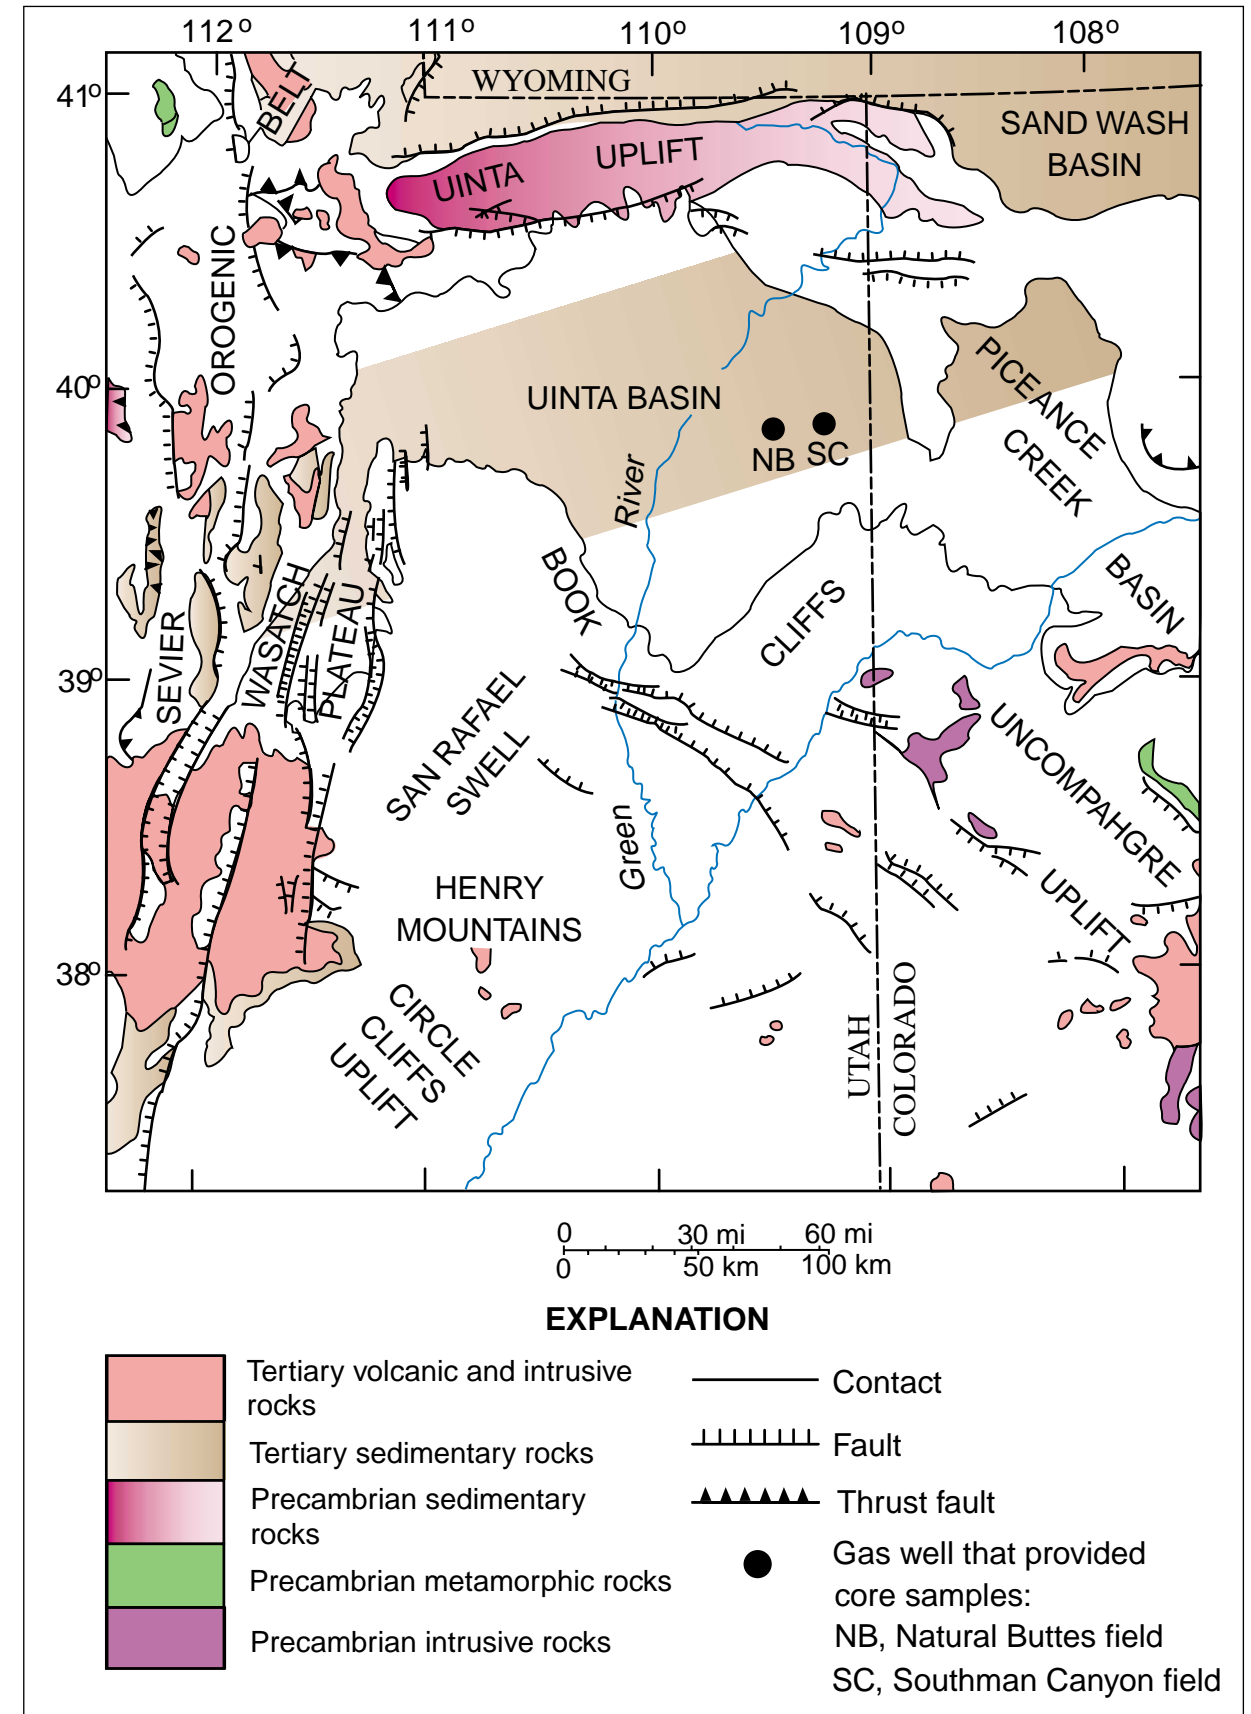 112° 111° 110° 109° 108°
41°
40°
39°
38°
WYOMING
BELT
SAND WASH
BASIN
UINTA UPLIFT
OROGENIC
SEVIER
UINTA BASIN
NB SC
PICEANCE
CREEK
BASIN
River
Green
BOOK
CLIFFS
WASATCH
PLATEAU
SAN RAFAEL
SWELL
UNCOMPAHGRE
UPLIFT
HENRY
MOUNTAINS
CIRCLE
CLIFFS
UPLIFT
UTAH
COLORADO
0 30 mi 60 mi
0 50 km 100 km
EXPLANATION
Tertiary volcanic and intrusive
rocks
Tertiary sedimentary rocks
Precambrian sedimentary
rocks
Precambrian metamorphic rocks
Precambrian intrusive rocks
Contact
Fault
Thrust fault
Gas well that provided
core samples:
NB, Natural Buttes field
SC, Southman Canyon field